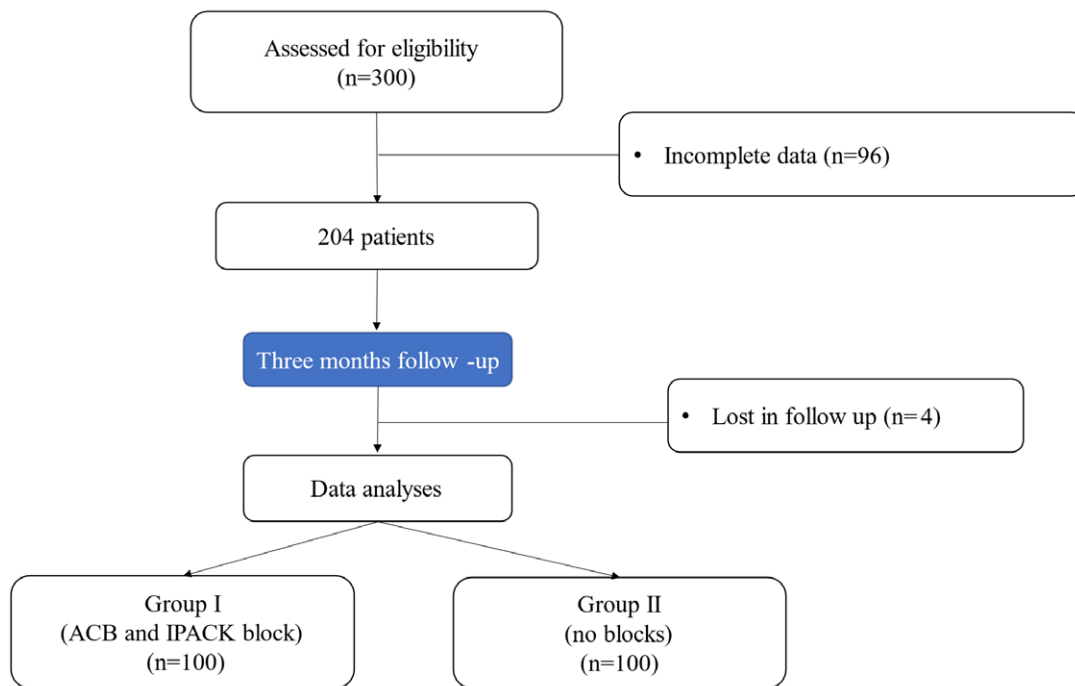 Assessed for eligibility
(n=300)
• Incomplete data (n=96)
204 patients
Three months follow -up
• Lost in follow up (n=4)
Data analyses
Group I
(ACB and IPACK block)
(n=100)
Group II
(no blocks)
(n=100)